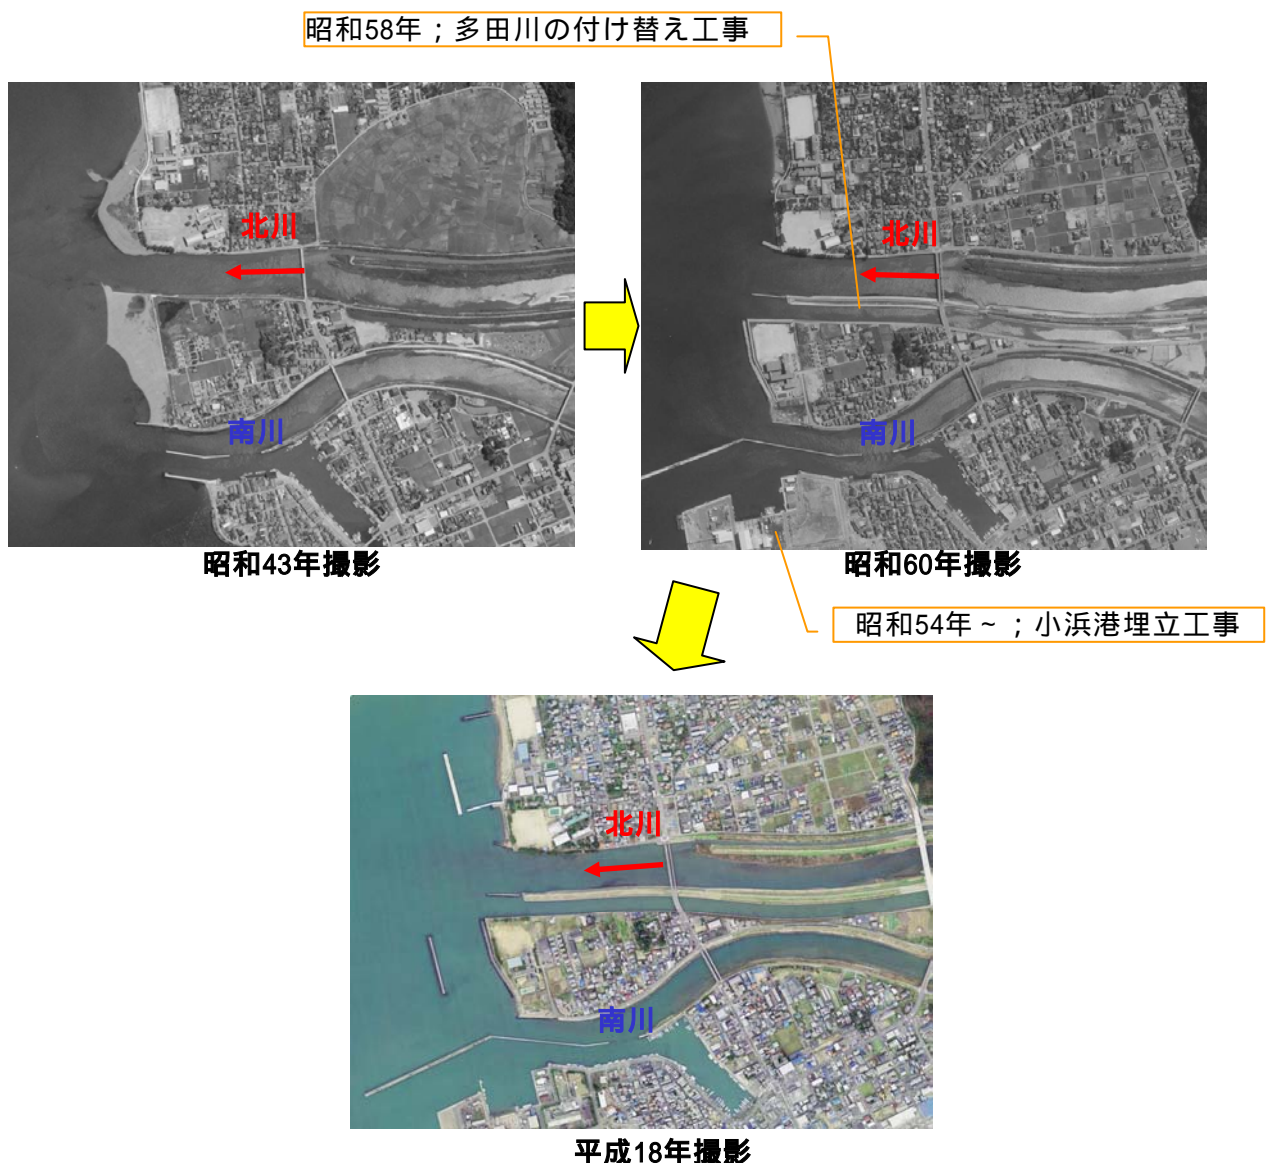 昭和58年；多田川の付け替え工事
北川
南川
昭和43年撮影
北川
南川
昭和60年撮影
昭和54年～；小浜港埋立工事
北川
南川
平成18年撮影